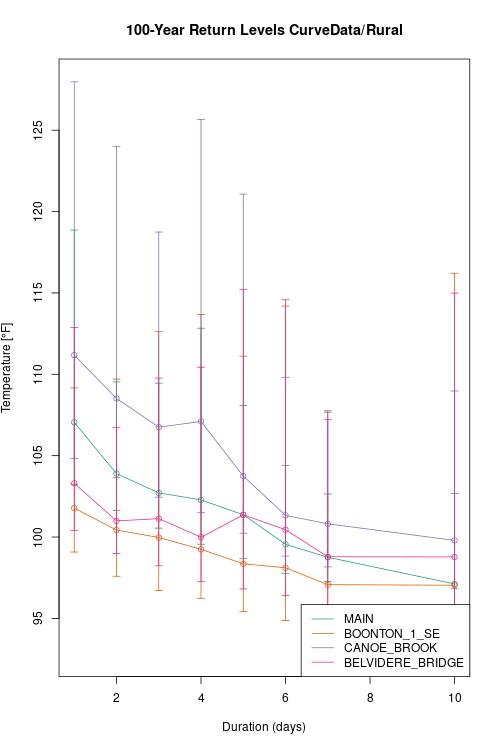 100-Year Return Levels CurveData/Rural
Temperature [°F]
125
120
115
110
105
100
95
MAIN
BOONTON_1_SE
CANOE_BROOK
BELVIDERE_BRIDGE
2
4
6
8
10
Duration (days)